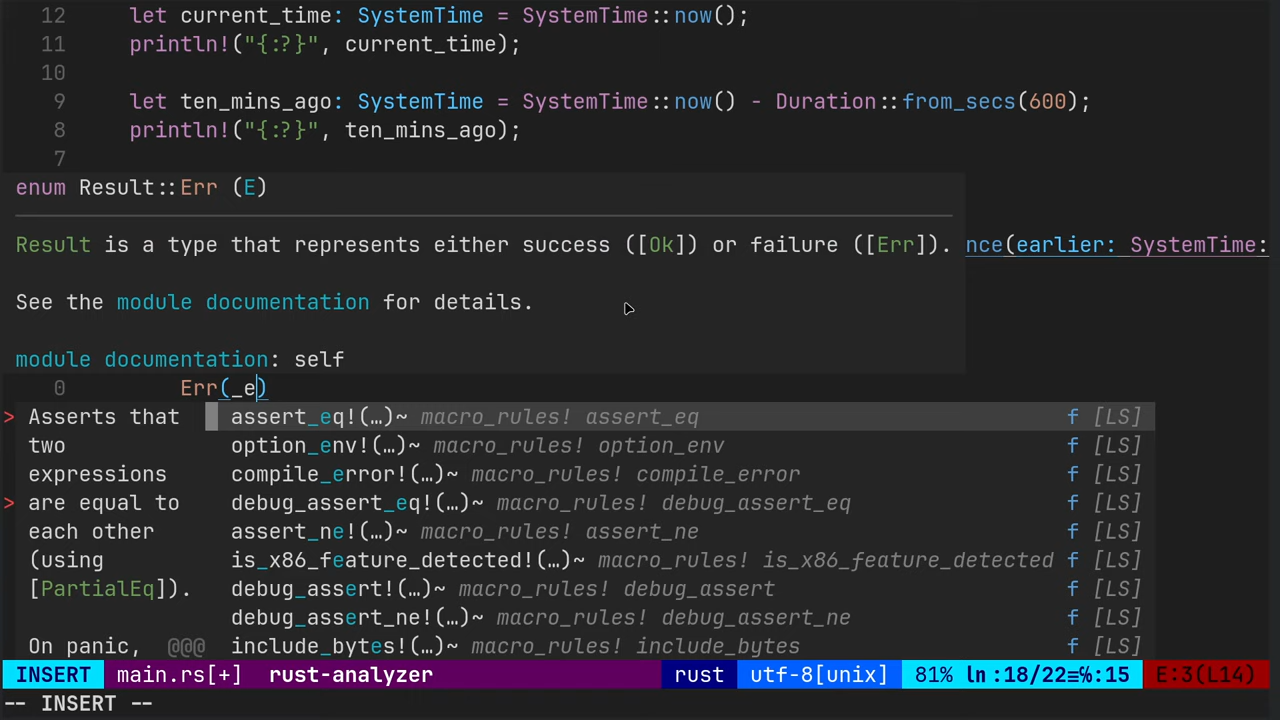 12 let current_time: SystemTime = SystemTime::now();
11 println!("{:?}", current_time);
10
9 let ten_mins_ago: SystemTime = SystemTime::now() - Duration::from_secs(600);
8 println!("{:?}", ten_mins_ago);
7
enum Result::Err (E)
Result is a type that represents either success ([Ok]) or failure ([Err]). nce(earlier: SystemTime:
See the module documentation for details.
module documentation: self
0 Err(_e)
> Asserts that assert_eq!(…)~ macro_rules! assert_eq f [LS]
two option_env!(…)~ macro_rules! option_env f [LS]
expressions compile_error!(…)~ macro_rules! compile_error f [LS]
> are equal to debug_assert_eq!(…)~ macro_rules! debug_assert_eq f [LS]
each other assert_ne!(…)~ macro_rules! assert_ne f [LS]
(using is_x86_feature_detected!(…)~ macro_rules! is_x86_feature_detected f [LS]
[PartialEq]). debug_assert!(…)~ macro_rules! debug_assert f [LS]
debug_assert_ne!(…)~ macro_rules! debug_assert_ne f [LS]
On panic, @@@ include_bytes!(…)~ macro_rules! include_bytes f [LS]
INSERT main.rs[+] rust-analyzer rust utf-8[unix] 81% ln:18/22≡℅:15 E:3(L14)
-- INSERT --